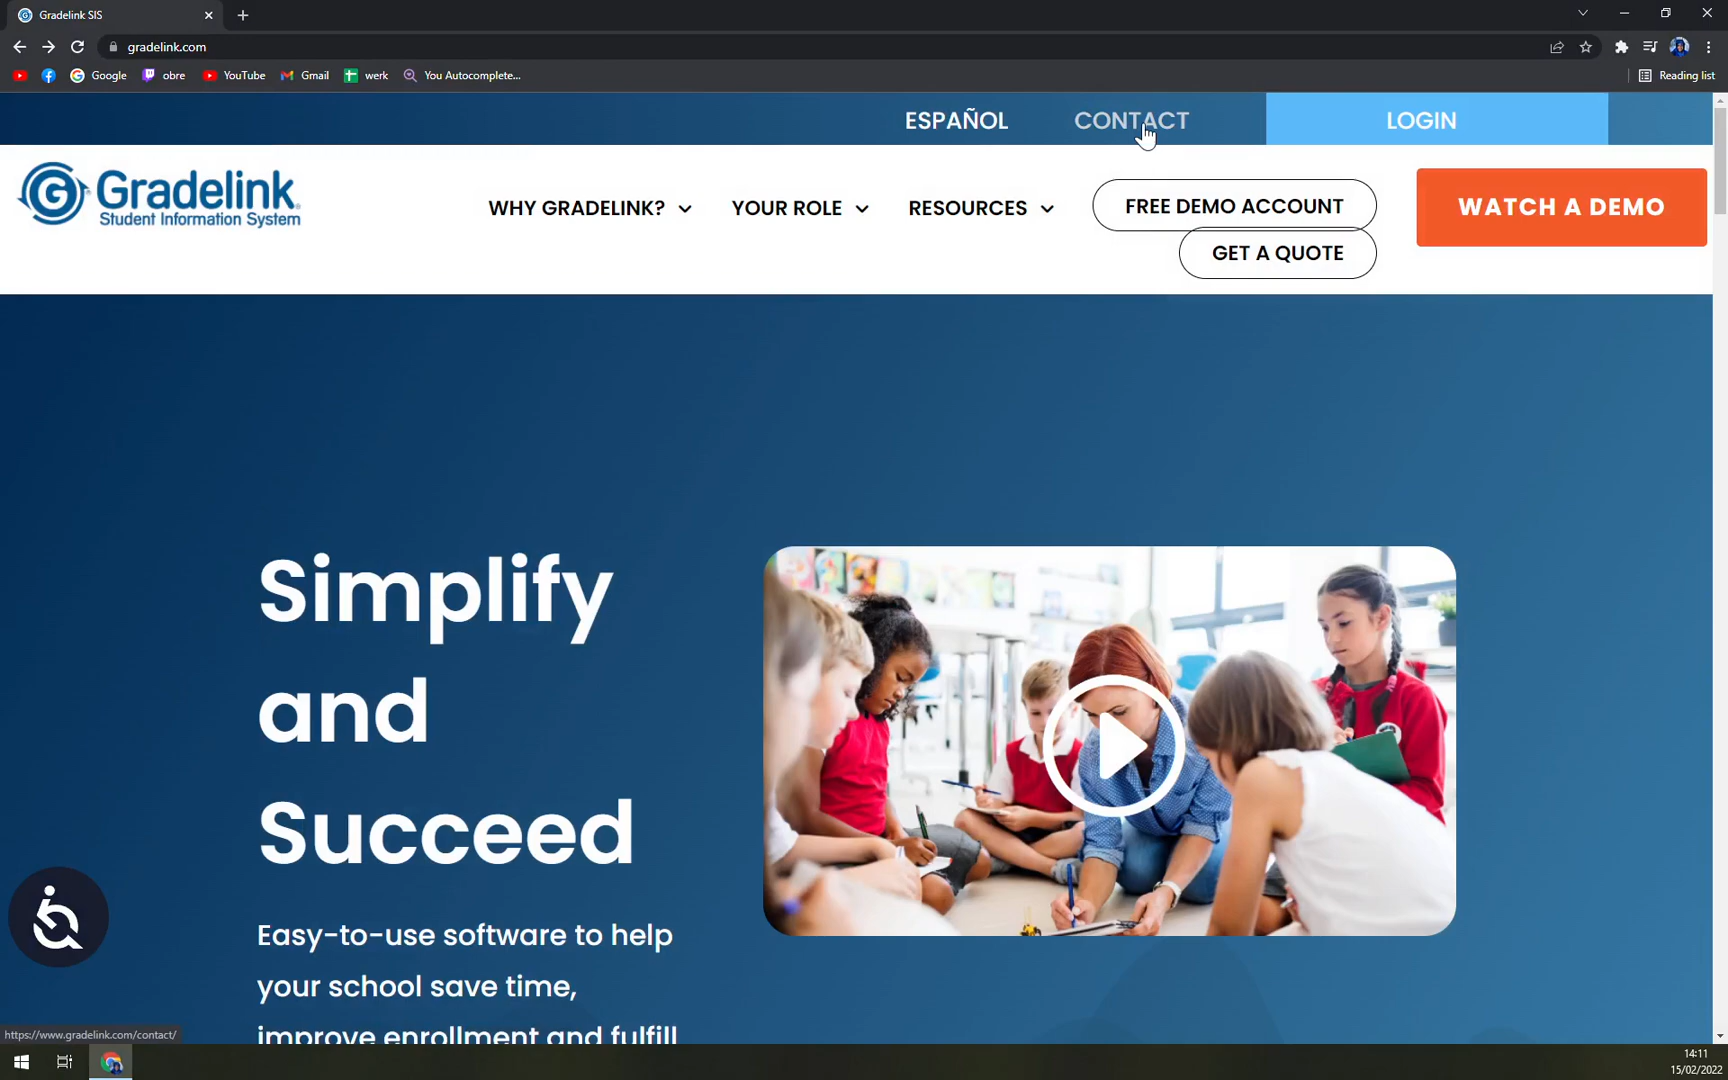 Gradelink SIS
gradelink.com
Google
obre
YouTube
Gmail
werk
You Autocomplete...
Reading list
ESPAÑOL
CONTACT
LOGIN
Gradelink
Student Information System
WHY GRADELINK?
YOUR ROLE
RESOURCES
FREE DEMO ACCOUNT
GET A QUOTE
WATCH A DEMO
Simplify
and
Succeed
Easy-to-use software to help
your school save time,
improve enrollment and fulfill
https://www.gradelink.com/contact/
14:11
15/02/2022